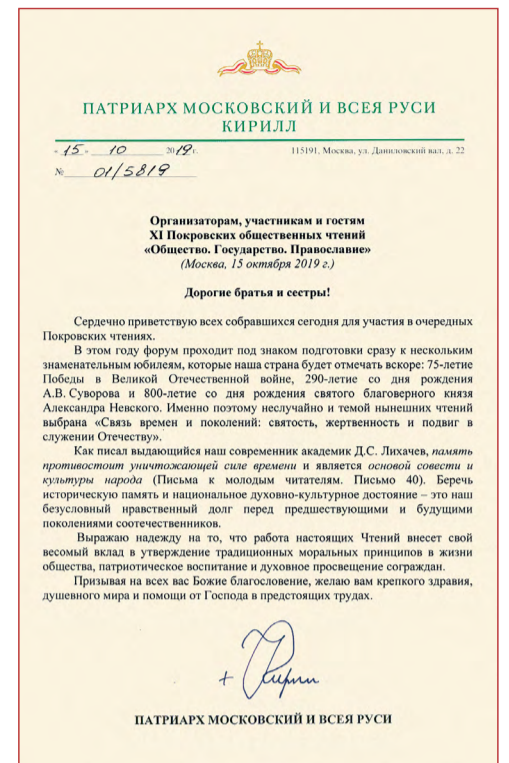 ПАТРИАРХ МОСКОВСКИЙ И ВСЕЯ РУСИ
КИРИЛЛ
«15» 10 2019 г.
115191, Москва, ул. Даниловский вал, д. 22
№ 01/5819
Организаторам, участникам и гостям
XI Покровских общественных чтений
«Общество. Государство. Православие»
(Москва, 15 октября 2019 г.)
Дорогие братья и сестры!
Сердечно приветствую всех собравшихся сегодня для участия в очередных
Покровских чтениях.
В этом году форум проходит под знаком подготовки сразу к нескольким
знаменательным юбилеям, которые наша страна будет отмечать вскоре: 75-летие
Победы в Великой Отечественной войне, 290-летие со дня рождения
А.В. Суворова и 800-летие со дня рождения святого благоверного князя
Александра Невского. Именно поэтому неслучайно и темой нынешних чтений
выбрана «Связь времен и поколений: святость, жертвенность и подвиг в
служении Отечеству».
Как писал выдающийся наш современник академик Д.С. Лихачев, память
противостоит уничтожающей силе времени и является основой совести и
культуры народа (Письма к молодым читателям. Письмо 40). Беречь
историческую память и национальное духовно-культурное достояние – это наш
безусловный нравственный долг перед предшествующими и будущими
поколениями соотечественников.
Выражаю надежду на то, что работа настоящих Чтений внесет свой
весомый вклад в утверждение традиционных моральных принципов в жизни
общества, патриотическое воспитание и духовное просвещение сограждан.
Призывая на всех вас Божие благословение, желаю вам крепкого здравия,
душевного мира и помощи от Господа в предстоящих трудах.
ПАТРИАРХ МОСКОВСКИЙ И ВСЕЯ РУСИ